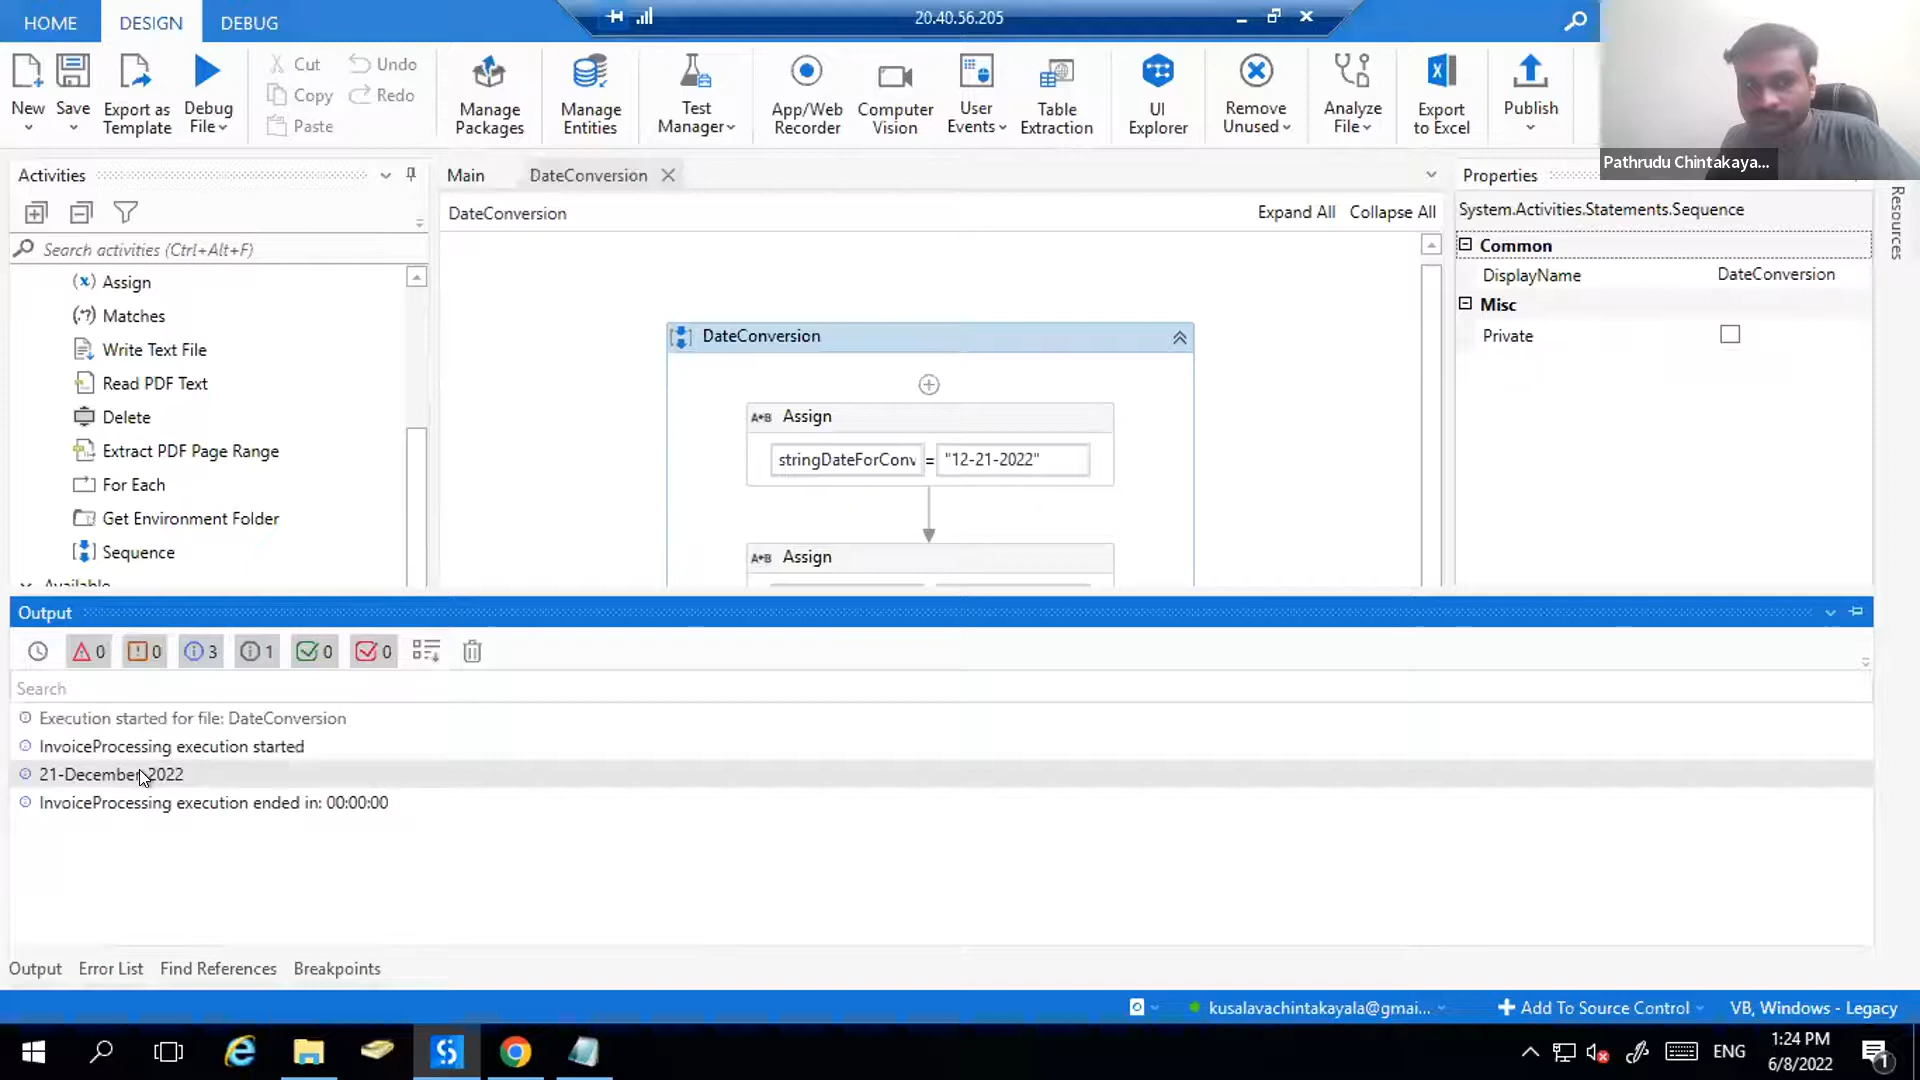 HOME DESIGN DEBUG
20.40.56.205
New Save Export as Template Debug File
Cut Copy Paste
Undo Redo
Manage Packages
Manage Entities
Test Manager
App/Web Recorder
Computer Vision
User Events
Table Extraction
UI Explorer
Remove Unused
Analyze File
Export to Excel
Publish
Pathrudu Chintakaya...
Activities
Search activities (Ctrl+Alt+F)
Assign
Matches
Write Text File
Read PDF Text
Delete
Extract PDF Page Range
For Each
Get Environment Folder
Sequence
Available
Main DateConversion
DateConversion
Expand All Collapse All
DateConversion
Assign
stringDateForConv = "12-21-2022"
Assign
Properties
System.Activities.Statements.Sequence
Common
DisplayName DateConversion
Misc
Private
Resources
Output
0 0 3 1 0 0
Search
Execution started for file: DateConversion
InvoiceProcessing execution started
21-December-2022
InvoiceProcessing execution ended in: 00:00:00
Output Error List Find References Breakpoints
kusalavachintakayala@gmai... Add To Source Control VB, Windows - Legacy
ENG
1:24 PM
6/8/2022
1